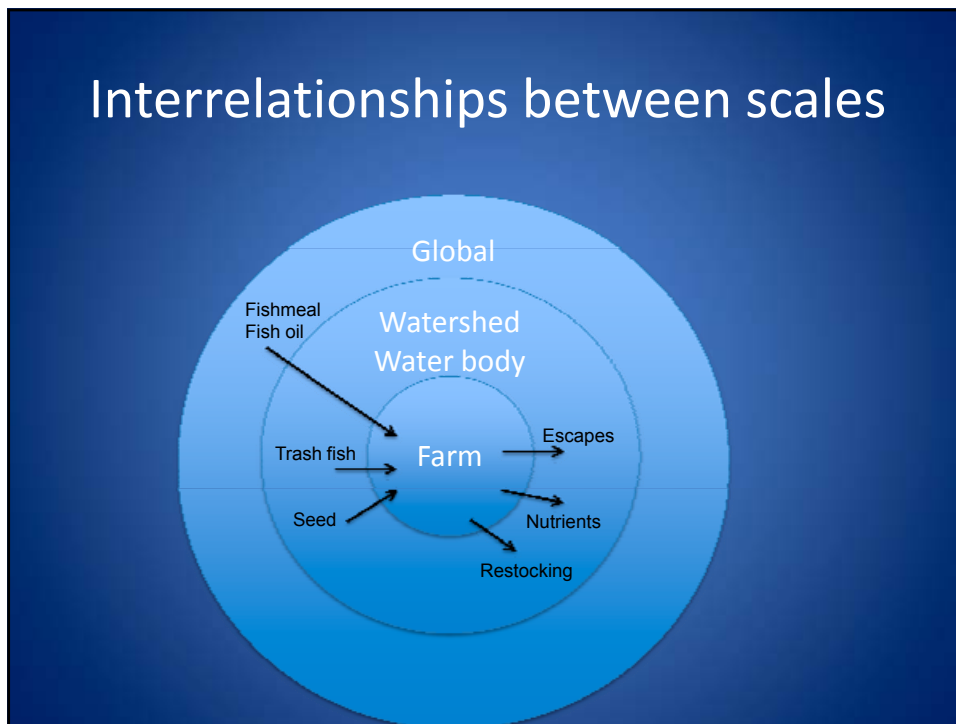 Interrelationships between scales
Global
Fishmeal
Fish oil
Watershed
Water body
Trash fish
Farm
Escapes
Seed
Nutrients
Restocking